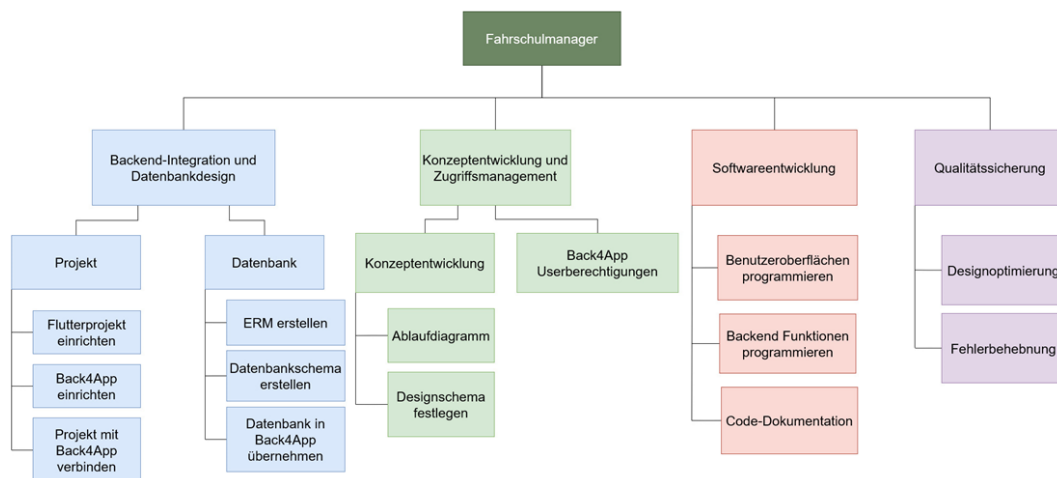 Fahrschulmanager
Backend-Integration und
Datenbankdesign
Konzeptentwicklung und
Zugriffsmanagement
Softwareentwicklung
Qualitätssicherung
Projekt
Datenbank
Konzeptentwicklung
Back4App
Userberechtigungen
Flutterprojekt
einrichten
Back4App
einrichten
Projekt mit
Back4App
verbinden
ERM erstellen
Datenbankschema
erstellen
Datenbank in
Back4App
übernehmen
Ablaufdiagramm
Designschema
festlegen
Benutzeroberflächen
programmieren
Backend Funktionen
programmieren
Code-Dokumentation
Designoptimierung
Fehlerbehebnung